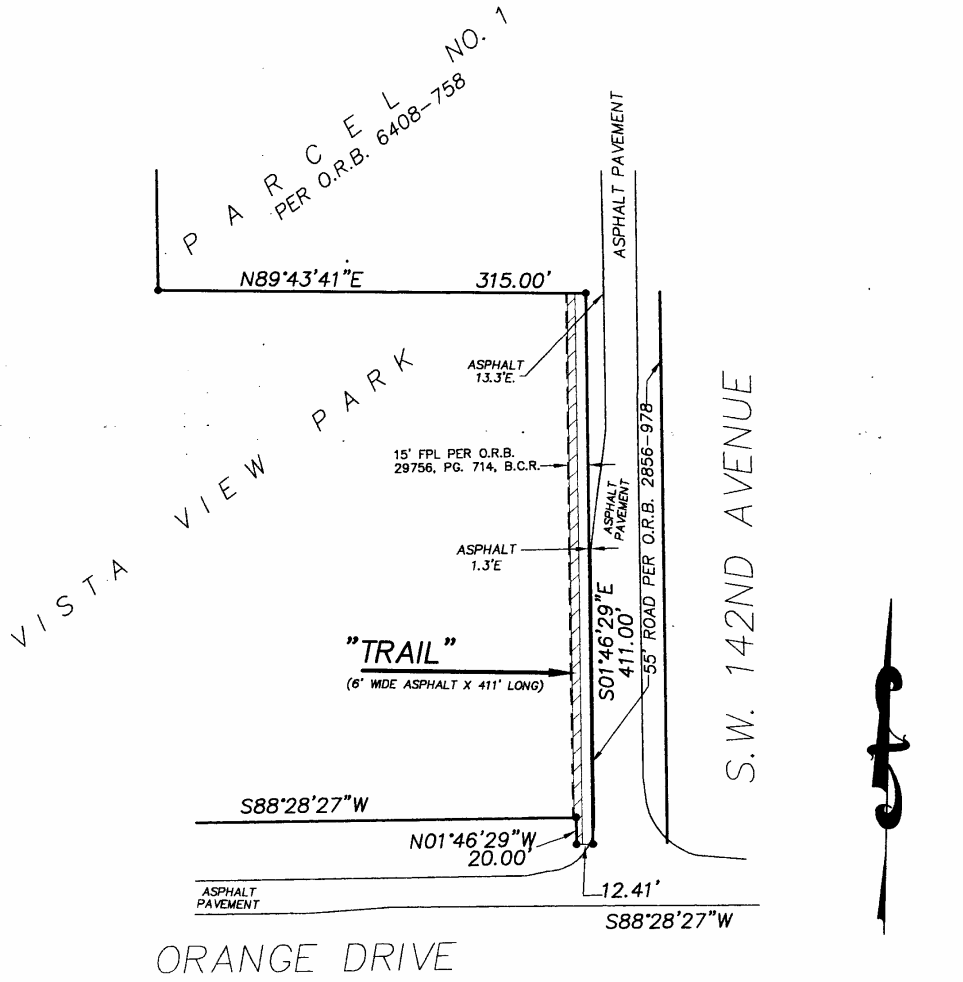 PARCEL NO. 1
PER O.R.B. 6408-758
ASPHALT PAVEMENT
N89°43'41"E 315.00'
ASPHALT
13.3'E.
VISTA VIEW PARK
15' FPL PER O.R.B.
29756, PG. 714, B.C.R.
ASPHALT
PAVEMENT
ASPHALT
1.3'E
S01°46'29"E
411.00'
55' ROAD PER O.R.B. 2856-978
S.W. 142ND AVENUE
"TRAIL"
(6' WIDE ASPHALT X 411' LONG)
S88°28'27"W
N01°46'29"W
20.00'
12.41'
ASPHALT
PAVEMENT
S88°28'27"W
ORANGE DRIVE